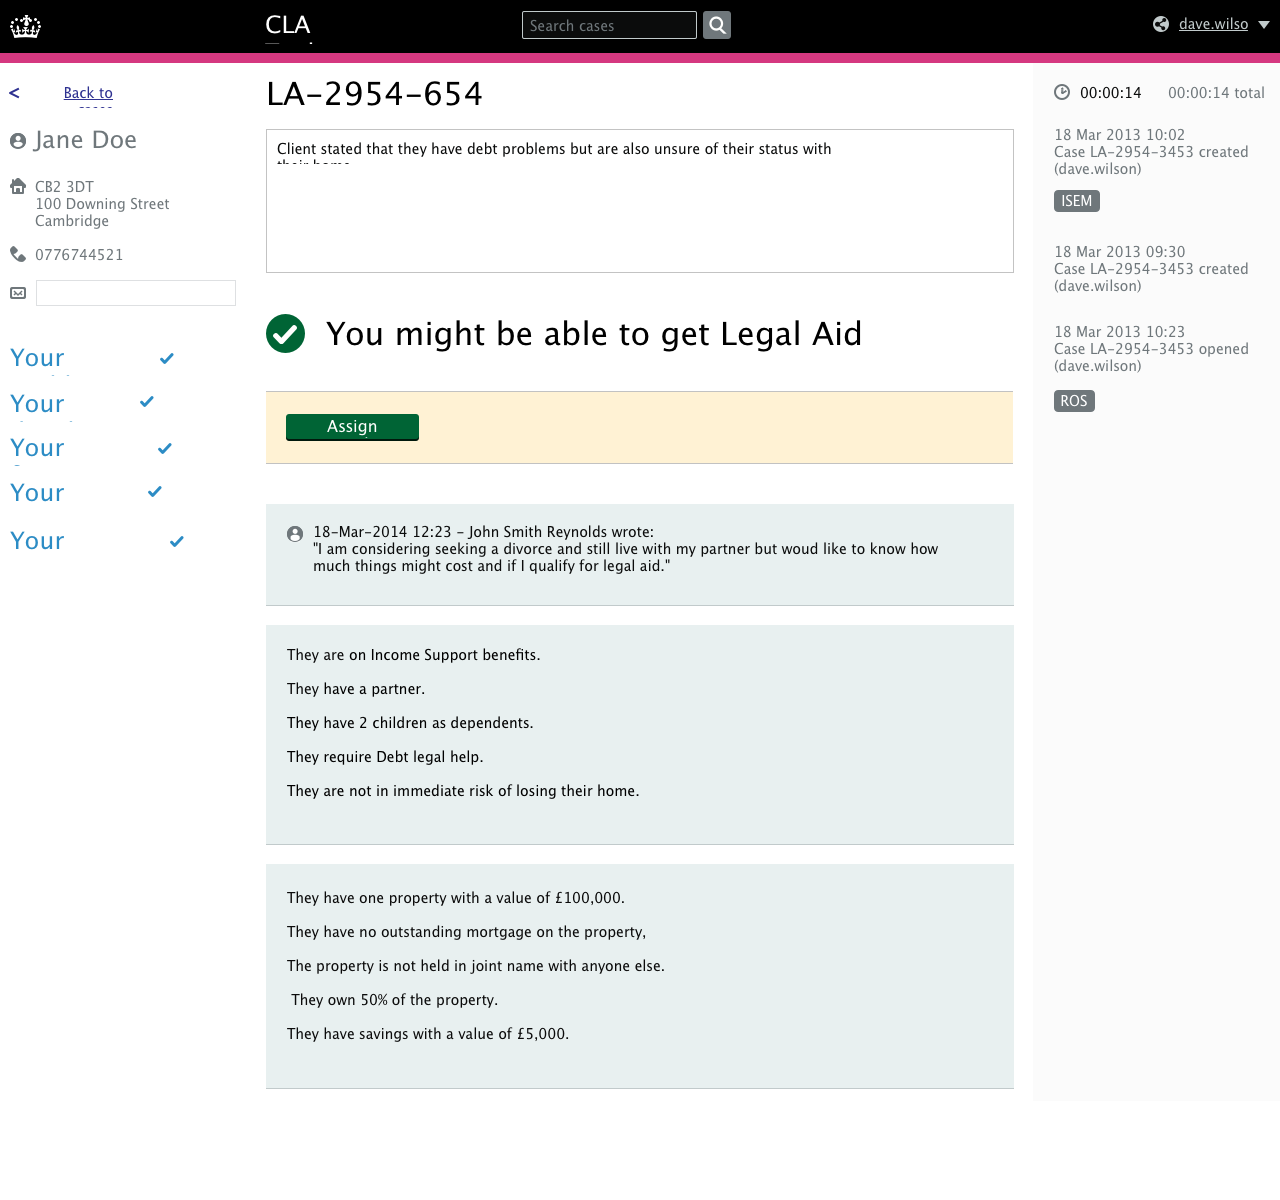 CLA
Search cases
dave.wilso
< Back to
Jane Doe
CB2 3DT
100 Downing Street
Cambridge
0776744521
Your
Your
Your
Your
Your
LA-2954-654
Client stated that they have debt problems but are also unsure of their status with
their home
You might be able to get Legal Aid
Assign
18-Mar-2014 12:23 - John Smith Reynolds wrote:
"I am considering seeking a divorce and still live with my partner but woud like to know how
much things might cost and if I qualify for legal aid."
They are on Income Support benefits.
They have a partner.
They have 2 children as dependents.
They require Debt legal help.
They are not in immediate risk of losing their home.
They have one property with a value of £100,000.
They have no outstanding mortgage on the property,
The property is not held in joint name with anyone else.
They own 50% of the property.
They have savings with a value of £5,000.
00:00:14 00:00:14 total
18 Mar 2013 10:02
Case LA-2954-3453 created
(dave.wilson)
ISEM
18 Mar 2013 09:30
Case LA-2954-3453 created
(dave.wilson)
18 Mar 2013 10:23
Case LA-2954-3453 opened
(dave.wilson)
ROS